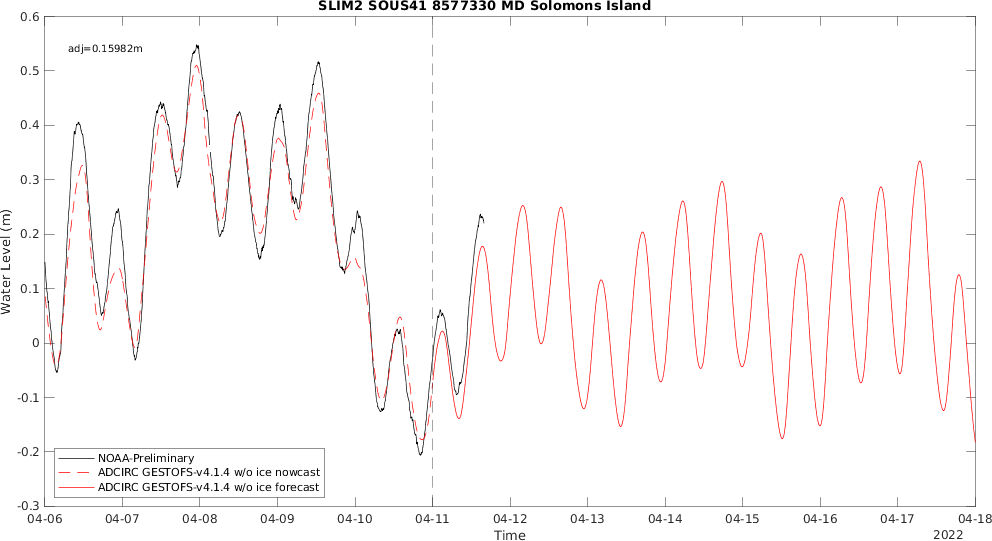 SLIM2 SOUS41 8577330 MD Solomons Island
adj=0.15982m
0.6
0.5
0.4
0.3
0.2
0.1
0
-0.1
-0.2
-0.3
Water Level (m)
NOAA-Preliminary
ADCIRC GESTOFS-v4.1.4 w/o ice nowcast
ADCIRC GESTOFS-v4.1.4 w/o ice forecast
04-06 04-07 04-08 04-09 04-10 04-11 04-12 04-13 04-14 04-15 04-16 04-17 04-18
Time
2022